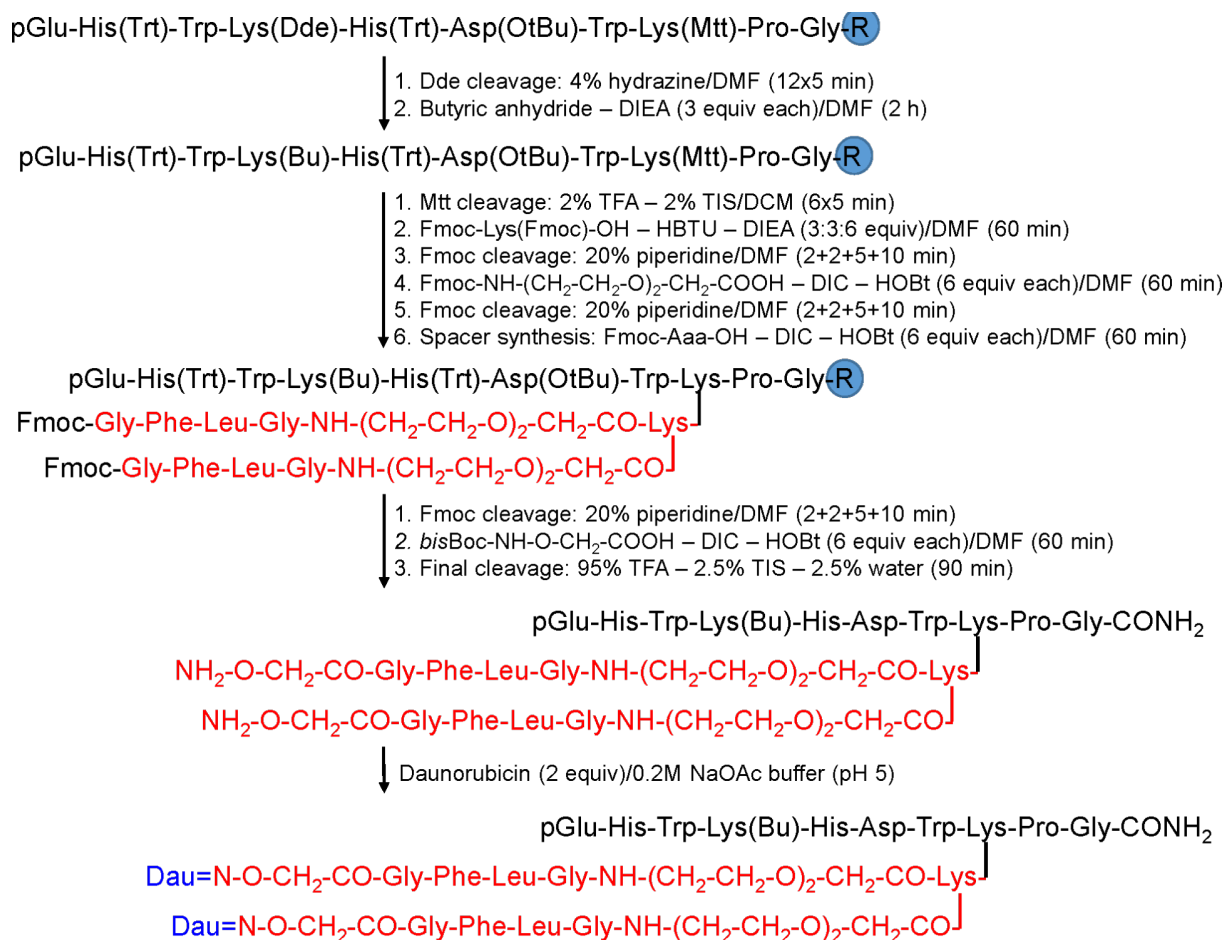 pGlu-His(Trt)-Trp-Lys(Dde)-His(Trt)-Asp(OtBu)-Trp-Lys(Mtt)-Pro-Gly-R
1. Dde cleavage: 4% hydrazine/DMF (12x5 min)
2. Butyric anhydride – DIEA (3 equiv each)/DMF (2 h)
pGlu-His(Trt)-Trp-Lys(Bu)-His(Trt)-Asp(OtBu)-Trp-Lys(Mtt)-Pro-Gly-R
1. Mtt cleavage: 2% TFA – 2% TIS/DCM (6x5 min)
2. Fmoc-Lys(Fmoc)-OH – HBTU – DIEA (3:3:6 equiv)/DMF (60 min)
3. Fmoc cleavage: 20% piperidine/DMF (2+2+5+10 min)
4. Fmoc-NH-(CH₂-CH₂-O)₂-CH₂-COOH – DIC – HOBt (6 equiv each)/DMF (60 min)
5. Fmoc cleavage: 20% piperidine/DMF (2+2+5+10 min)
6. Spacer synthesis: Fmoc-Aaa-OH – DIC – HOBt (6 equiv each)/DMF (60 min)
pGlu-His(Trt)-Trp-Lys(Bu)-His(Trt)-Asp(OtBu)-Trp-Lys-Pro-Gly-R
Fmoc-Gly-Phe-Leu-Gly-NH-(CH₂-CH₂-O)₂-CH₂-CO-Lys
Fmoc-Gly-Phe-Leu-Gly-NH-(CH₂-CH₂-O)₂-CH₂-CO
1. Fmoc cleavage: 20% piperidine/DMF (2+2+5+10 min)
2. bisBoc-NH-O-CH₂-COOH – DIC – HOBt (6 equiv each)/DMF (60 min)
3. Final cleavage: 95% TFA – 2.5% TIS – 2.5% water (90 min)
pGlu-His-Trp-Lys(Bu)-His-Asp-Trp-Lys-Pro-Gly-CONH₂
NH₂-O-CH₂-CO-Gly-Phe-Leu-Gly-NH-(CH₂-CH₂-O)₂-CH₂-CO-Lys
NH₂-O-CH₂-CO-Gly-Phe-Leu-Gly-NH-(CH₂-CH₂-O)₂-CH₂-CO
Daunorubicin (2 equiv)/0.2M NaOAc buffer (pH 5)
pGlu-His-Trp-Lys(Bu)-His-Asp-Trp-Lys-Pro-Gly-CONH₂
Dau=N-O-CH₂-CO-Gly-Phe-Leu-Gly-NH-(CH₂-CH₂-O)₂-CH₂-CO-Lys
Dau=N-O-CH₂-CO-Gly-Phe-Leu-Gly-NH-(CH₂-CH₂-O)₂-CH₂-CO